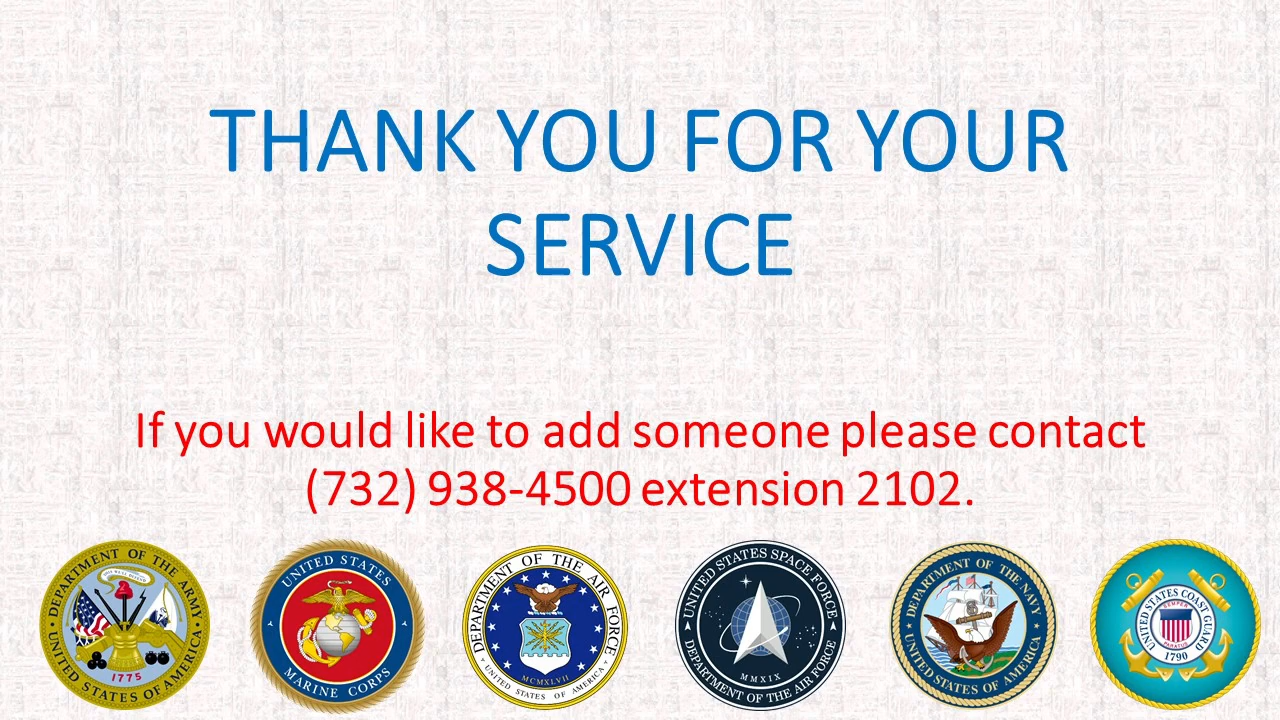 THANK YOU FOR YOUR
SERVICE
If you would like to add someone please contact
(732) 938-4500 extension 2102.
DEPARTMENT OF THE ARMY
UNITED STATES OF AMERICA
1775
UNITED STATES
MARINE CORPS
DEPARTMENT OF THE AIR FORCE
MCMXLVII
UNITED STATES OF AMERICA
UNITED STATES SPACE FORCE
MMXIX
DEPARTMENT OF THE AIR FORCE
DEPARTMENT OF THE NAVY
UNITED STATES OF AMERICA
UNITED STATES COAST GUARD
SEMPER
PARATUS
1790